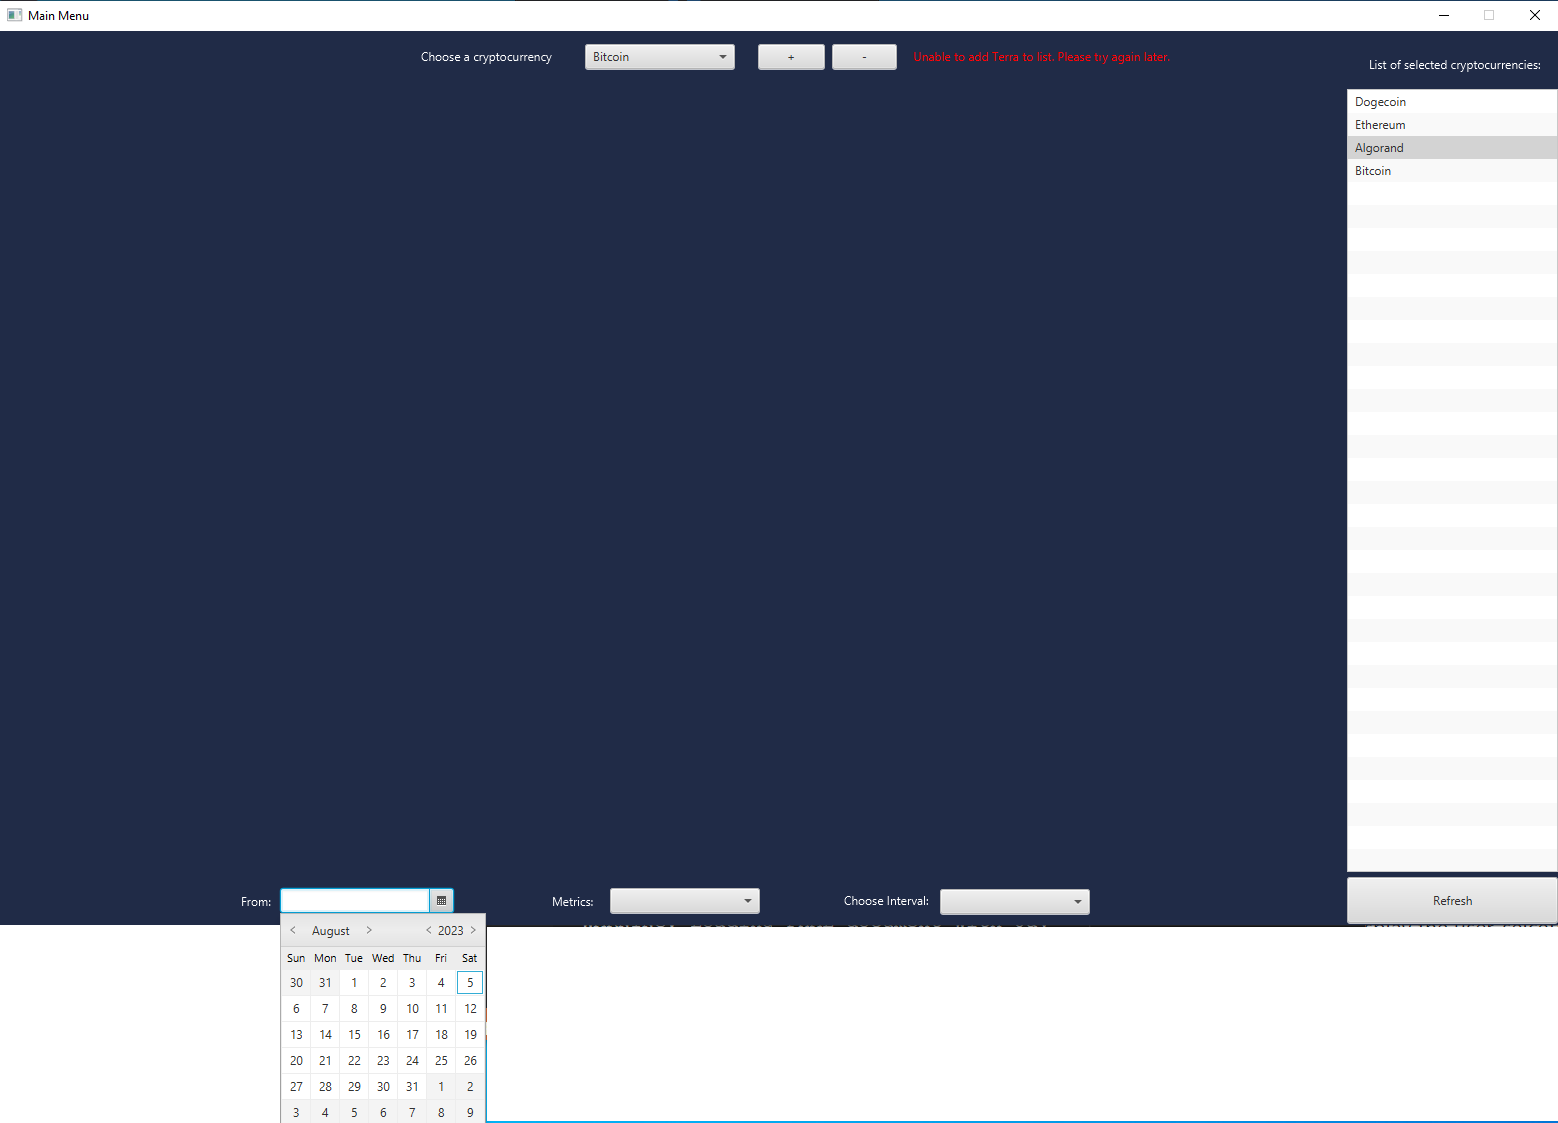 Main Menu
Choose a cryptocurrency
Bitcoin
+
-
Unable to add Terra to list. Please try again later.
List of selected cryptocurrencies:
Dogecoin
Ethereum
Algorand
Bitcoin
From:
Metrics:
Choose Interval:
Refresh
< August > < 2023 >
Sun Mon Tue Wed Thu Fri Sat
30 31 1 2 3 4 5
6 7 8 9 10 11 12
13 14 15 16 17 18 19
20 21 22 23 24 25 26
27 28 29 30 31 1 2
3 4 5 6 7 8 9